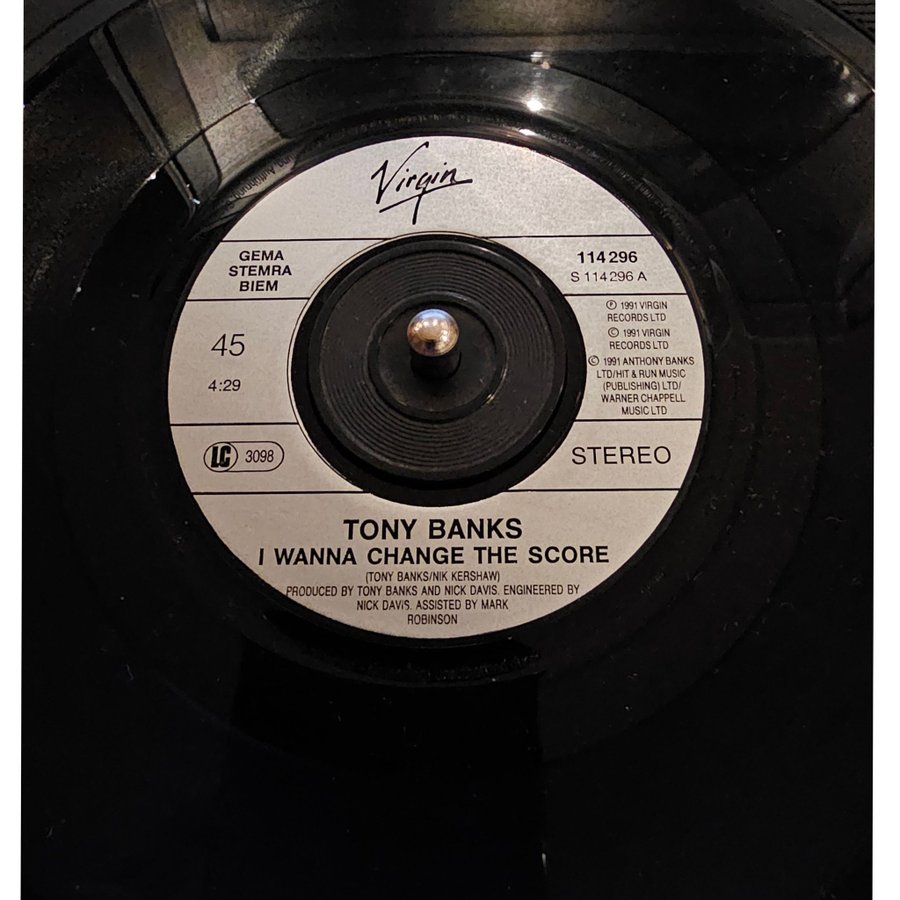 Virgin
GEMA
STEMRA
BIEM
114 296
S 114 296 A
45
4:29
℗ 1991 VIRGIN
RECORDS LTD
© 1991 VIRGIN
RECORDS LTD
© 1991 ANTHONY BANKS
LTD/HIT & RUN MUSIC
(PUBLISHING) LTD/
WARNER CHAPPELL
MUSIC LTD
LC 3098
STEREO
TONY BANKS
I WANNA CHANGE THE SCORE
(TONY BANKS/NIK KERSHAW)
PRODUCED BY TONY BANKS AND NICK DAVIS. ENGINEERED BY
NICK DAVIS. ASSISTED BY MARK
ROBINSON